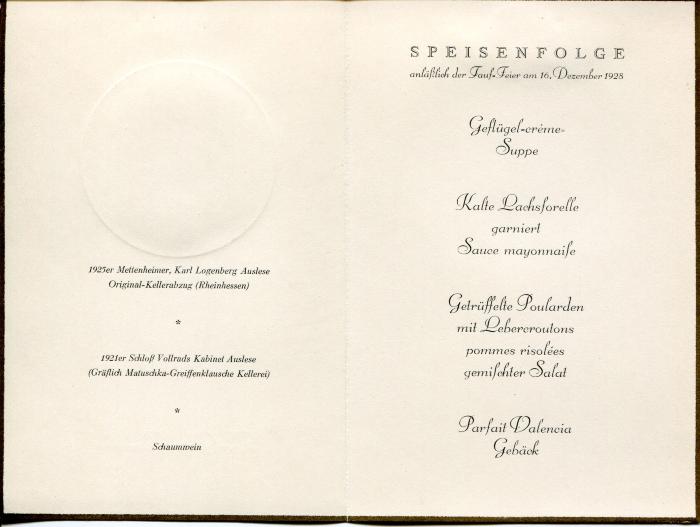 1925er Mettenheimer, Karl Logenberg Auslese
Original-Kellerabzug (Rheinhessen)
*
1921er Schloß Vollrads Kabinet Auslese
(Gräflich Matuschka-Greiffenklausche Kellerei)
*
Schaumwein
SPEISENFOLGE
anläßlich der Tauf-Feier am 16. Dezember 1928
Geflügel-crème-
Suppe
Kalte Lachsforelle
garniert
Sauce mayonnaise
Getrüffelte Poularden
mit Lebercroutons
pommes risolées
gemischter Salat
Parfait Valencia
Gebäck